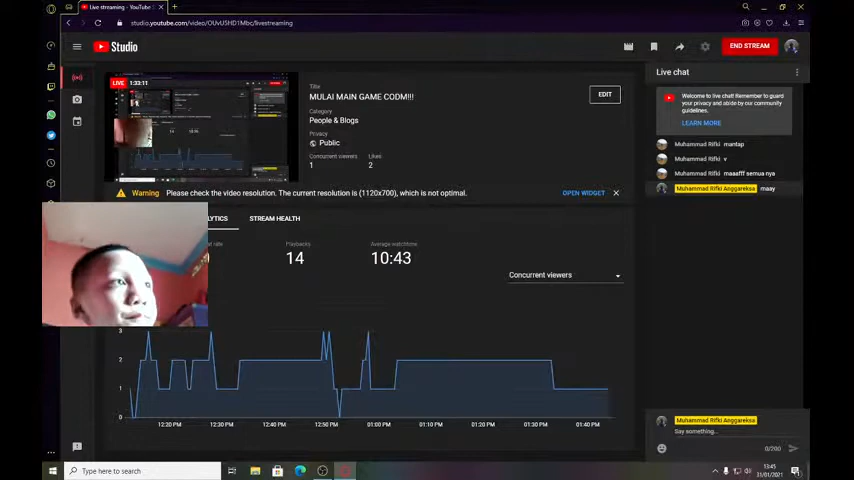 Live streaming - YouTube S
studio.youtube.com/video/OUvU5HD1Mbc/livestreaming
Studio
END STREAM
LIVE 1:33:11
Title
MULAI MAIN GAME CODM!!!
EDIT
Category
People & Blogs
Privacy
Public
Concurrent viewers
1
Likes
2
Warning Please check the video resolution. The current resolution is (1120x700), which is not optimal.
OPEN WIDGET
LYTICS
STREAM HEALTH
at rate
Playbacks
14
Average watchtime
10:43
Concurrent viewers
3
2
1
0
12:20 PM 12:30 PM 12:40 PM 12:50 PM 01:00 PM 01:10 PM 01:20 PM 01:30 PM 01:40 PM
Live chat
Welcome to live chat! Remember to guard
your privacy and abide by our community
guidelines.
LEARN MORE
Muhammad Rifki mantap
Muhammad Rifki v
Muhammad Rifki maaafff semua nya
Muhammad Rifki Anggareksa maay
Muhammad Rifki Anggareksa
Say something...
0/200
Type here to search
13:45
31/01/2021